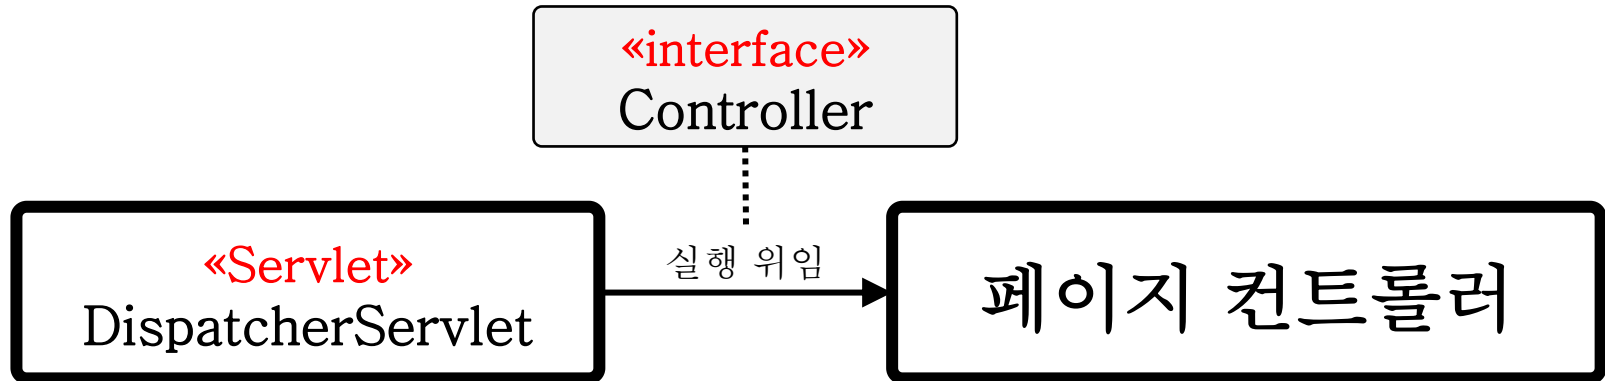 «interface»
Controller
«Servlet»
DispatcherServlet
실행 위임
페이지 컨트롤러